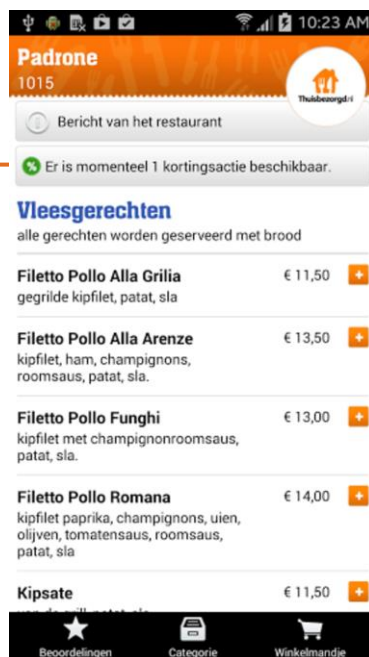 10:23 AM
Padrone
1015
Thuisbezorgd.nl
Bericht van het restaurant
Er is momenteel 1 kortingsactie beschikbaar.
Vleesgerechten
alle gerechten worden geserveerd met brood
Filetto Pollo Alla Grilia € 11,50
gegrilde kipfilet, patat, sla
Filetto Pollo Alla Arenze € 13,50
kipfilet, ham, champignons,
roomsaus, patat, sla.
Filetto Pollo Funghi € 13,00
kipfilet met champignonroomsaus,
patat, sla.
Filetto Pollo Romana € 14,00
kipfilet paprika, champignons, uien,
olijven, tomatensaus, roomsaus,
patat, sla
Kipsate € 11,50
Beoordelingen Categorie Winkelmandje